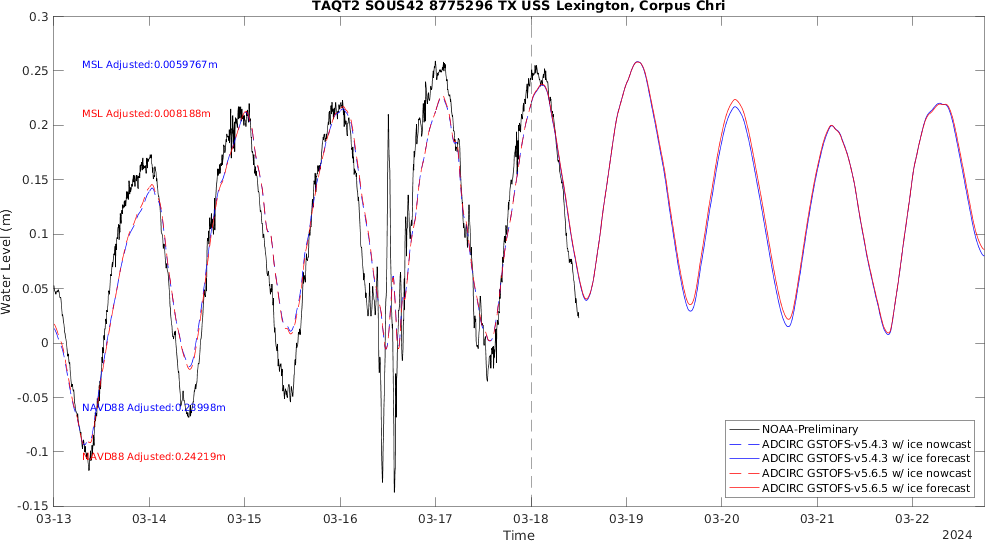 TAQT2 SOUS42 8775296 TX USS Lexington, Corpus Chri
0.3
0.25
0.2
0.15
0.1
0.05
0
-0.05
-0.1
-0.15
Water Level (m)
MSL Adjusted:0.0059767m
MSL Adjusted:0.008188m
NAVD88 Adjusted:0.23998m
NAVD88 Adjusted:0.24219m
NOAA-Preliminary
ADCIRC GSTOFS-v5.4.3 w/ ice nowcast
ADCIRC GSTOFS-v5.4.3 w/ ice forecast
ADCIRC GSTOFS-v5.6.5 w/ ice nowcast
ADCIRC GSTOFS-v5.6.5 w/ ice forecast
03-13 03-14 03-15 03-16 03-17 03-18 03-19 03-20 03-21 03-22
Time
2024